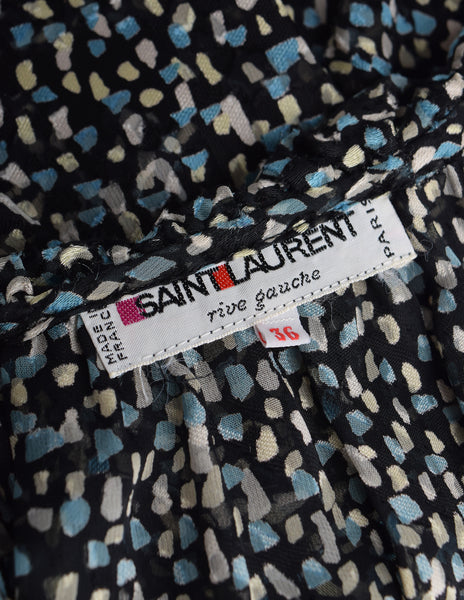 SAINT LAURENT
rive gauche
PARIS
MADE IN
FRANCE
36